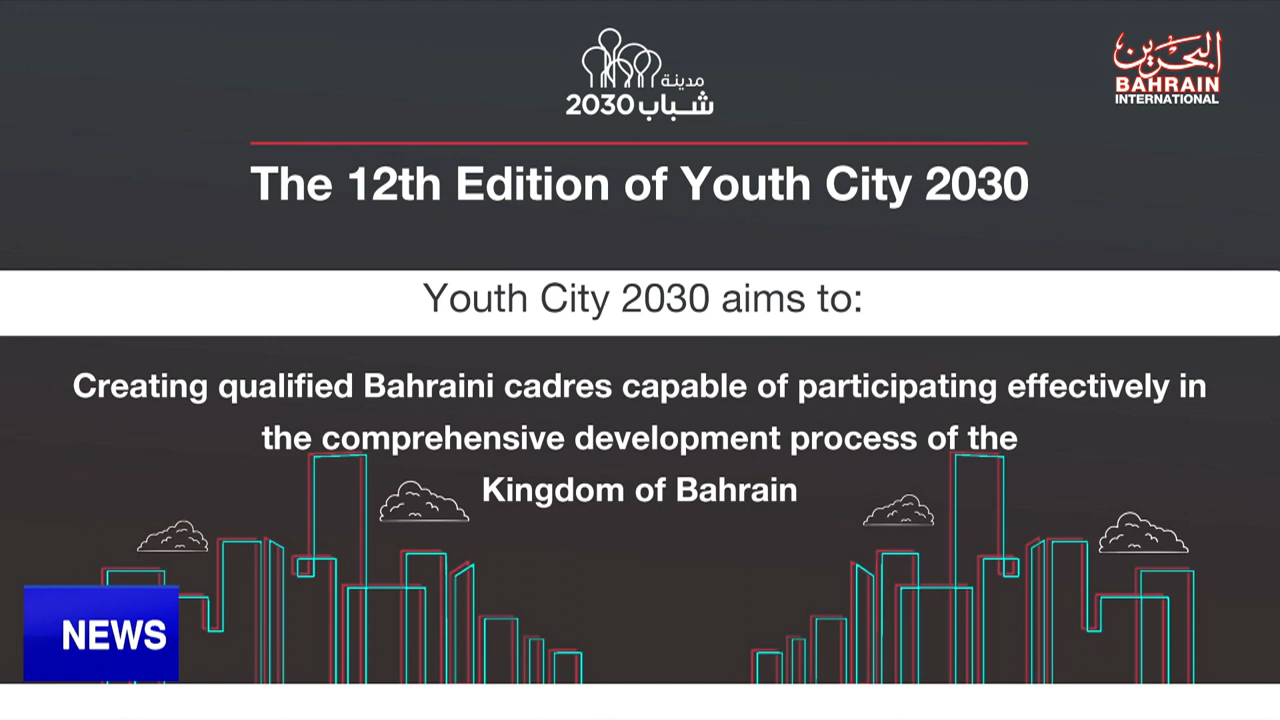 مدينة
شباب 2030
البحرين
BAHRAIN
INTERNATIONAL
The 12th Edition of Youth City 2030
Youth City 2030 aims to:
Creating qualified Bahraini cadres capable of participating effectively in
the comprehensive development process of the
Kingdom of Bahrain
NEWS